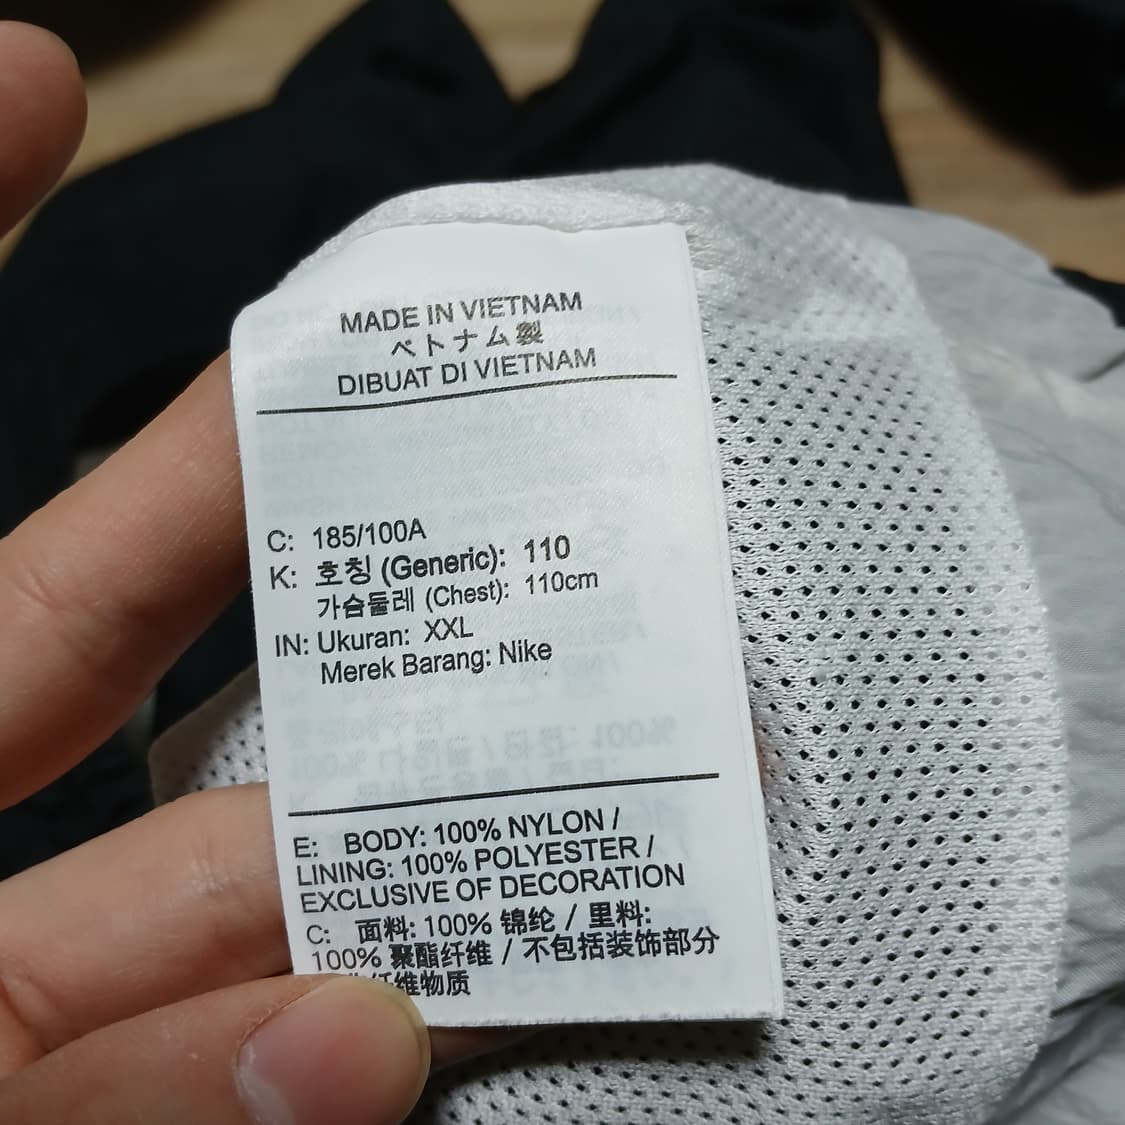 MADE IN VIETNAM
ベトナム製
DIBUAT DI VIETNAM
C: 185/100A
K: 호칭 (Generic): 110
가슴둘레 (Chest): 110cm
IN: Ukuran: XXL
Merek Barang: Nike
E: BODY: 100% NYLON /
LINING: 100% POLYESTER /
EXCLUSIVE OF DECORATION
C: 面料: 100% 锦纶 / 里料:
100% 聚酯纤维 / 不包括装饰部分
纤维物质